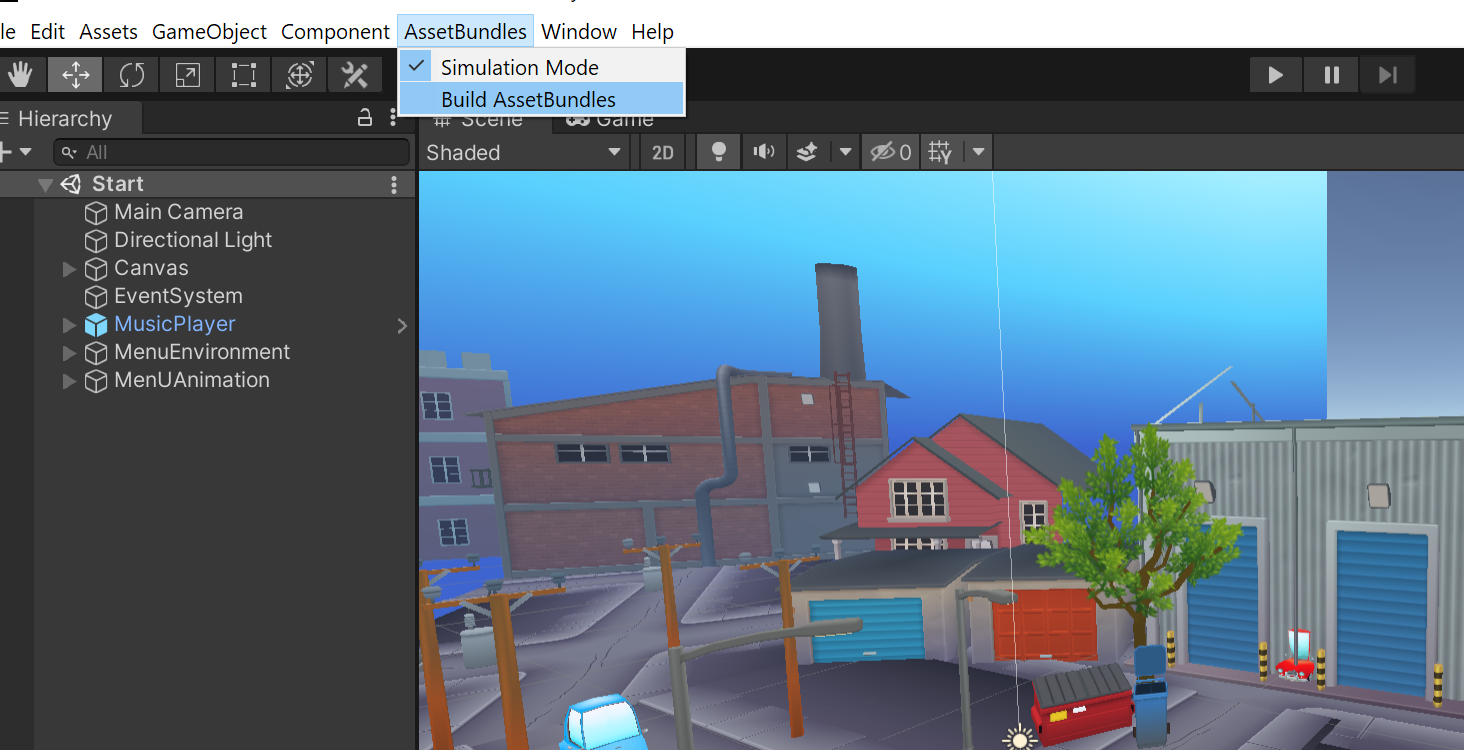 le Edit Assets GameObject Component AssetBundles Window Help
Simulation Mode
Build AssetBundles
Hierarchy
Scene Game
All
Shaded 2D 0
Start
Main Camera
Directional Light
Canvas
EventSystem
MusicPlayer
MenuEnvironment
MenUAnimation